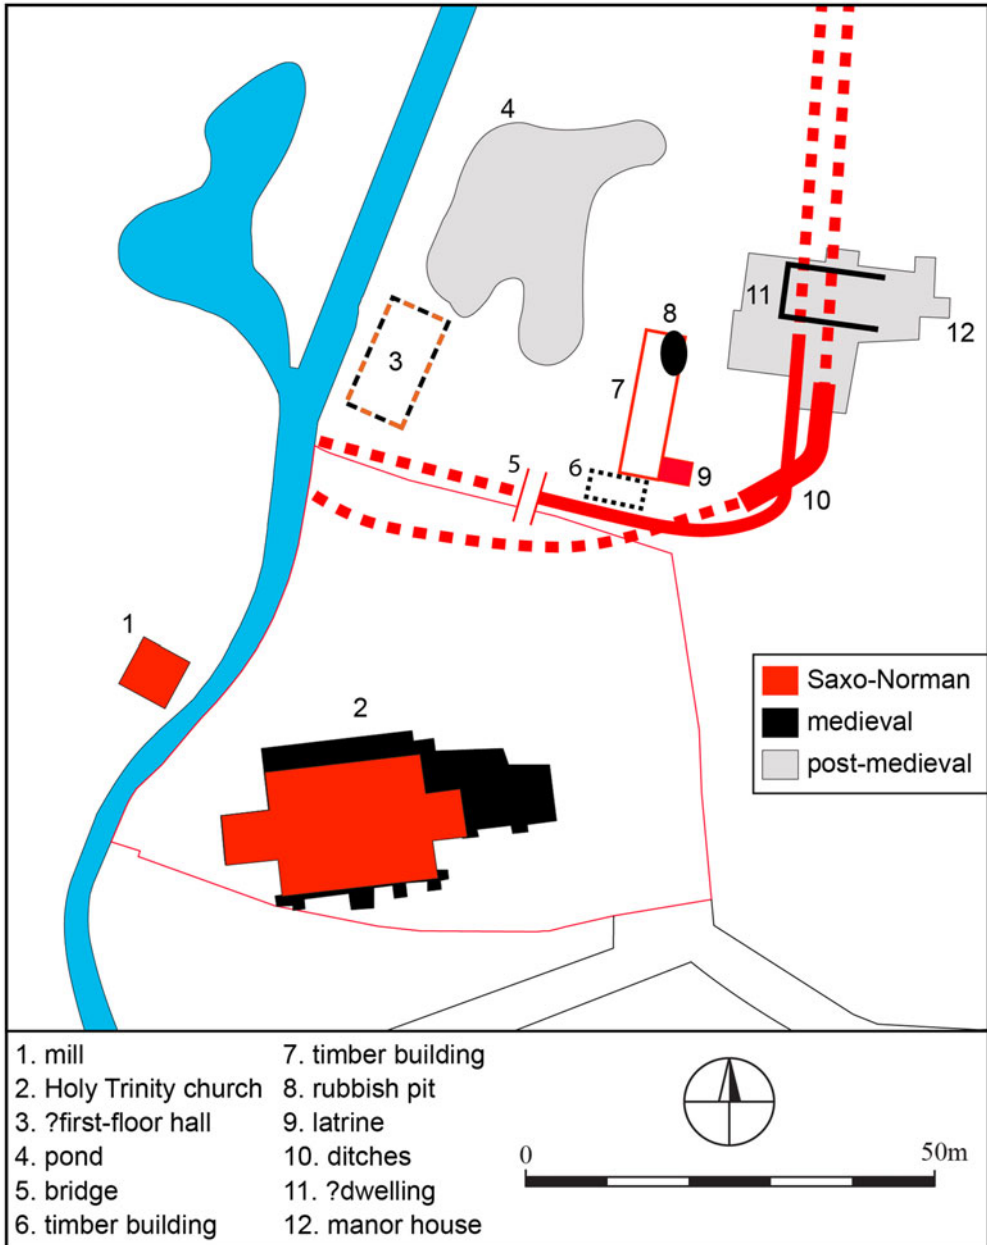 4
3
8
7
11
12
5
6
9
10
1
2
Saxo-Norman
medieval
post-medieval
1. mill
2. Holy Trinity church
3. ?first-floor hall
4. pond
5. bridge
6. timber building
7. timber building
8. rubbish pit
9. latrine
10. ditches
11. ?dwelling
12. manor house
0 50m